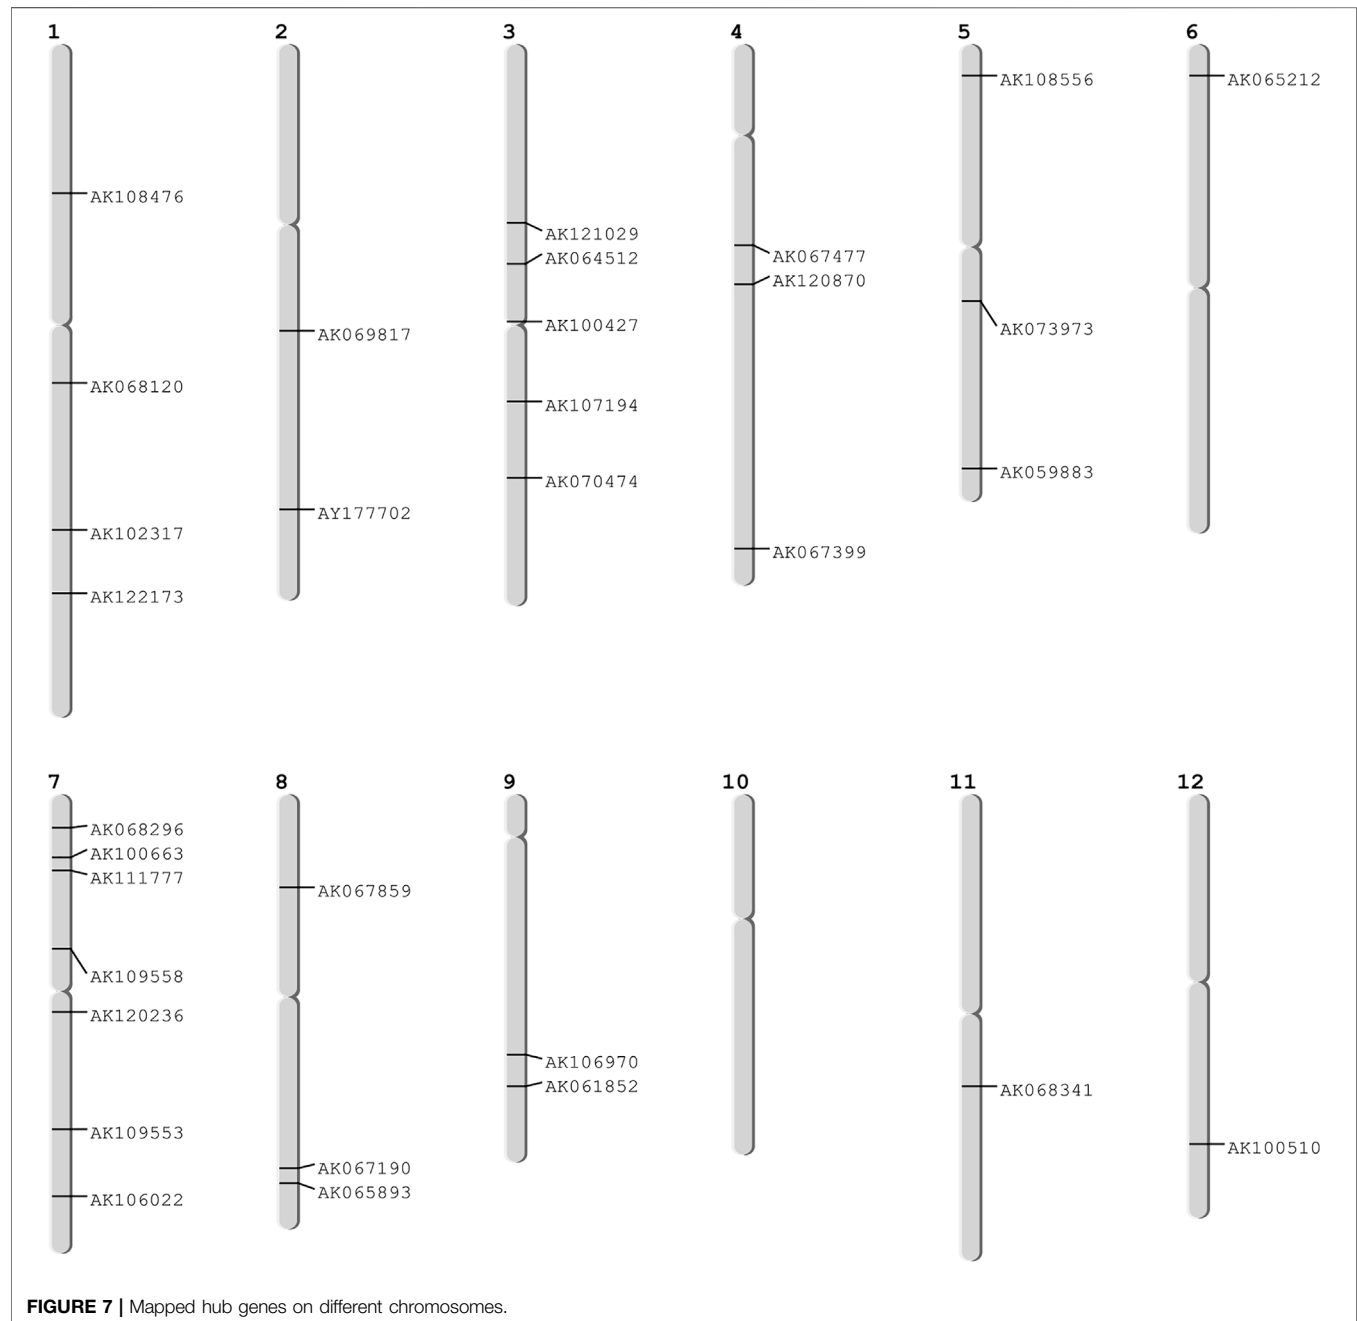 1 2 3 4 5 6
AK108556 AK065212
AK108476
AK121029
AK064512
AK067477
AK120870
AK100427
AK069817
AK073973
AK068120
AK107194
AK070474
AK059883
AY177702
AK102317
AK067399
AK122173
7 8 9 10 11 12
AK068296
AK100663
AK111777
AK067859
AK109558
AK120236
AK106970
AK061852
AK068341
AK109553
AK100510
AK067190
AK065893
AK106022
FIGURE 7 | Mapped hub genes on different chromosomes.